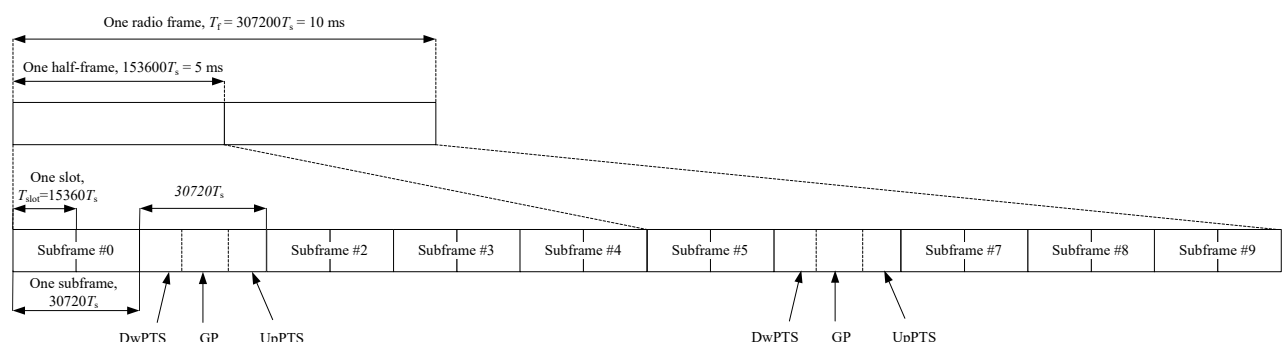 One radio frame, Tf = 307200Ts = 10 ms
One half-frame, 153600Ts = 5 ms
One slot,
Tslot=15360Ts
30720Ts
Subframe #0
Subframe #2
Subframe #3
Subframe #4
Subframe #5
Subframe #7
Subframe #8
Subframe #9
One subframe,
30720Ts
DwPTS
GP
UpPTS
DwPTS
GP
UpPTS